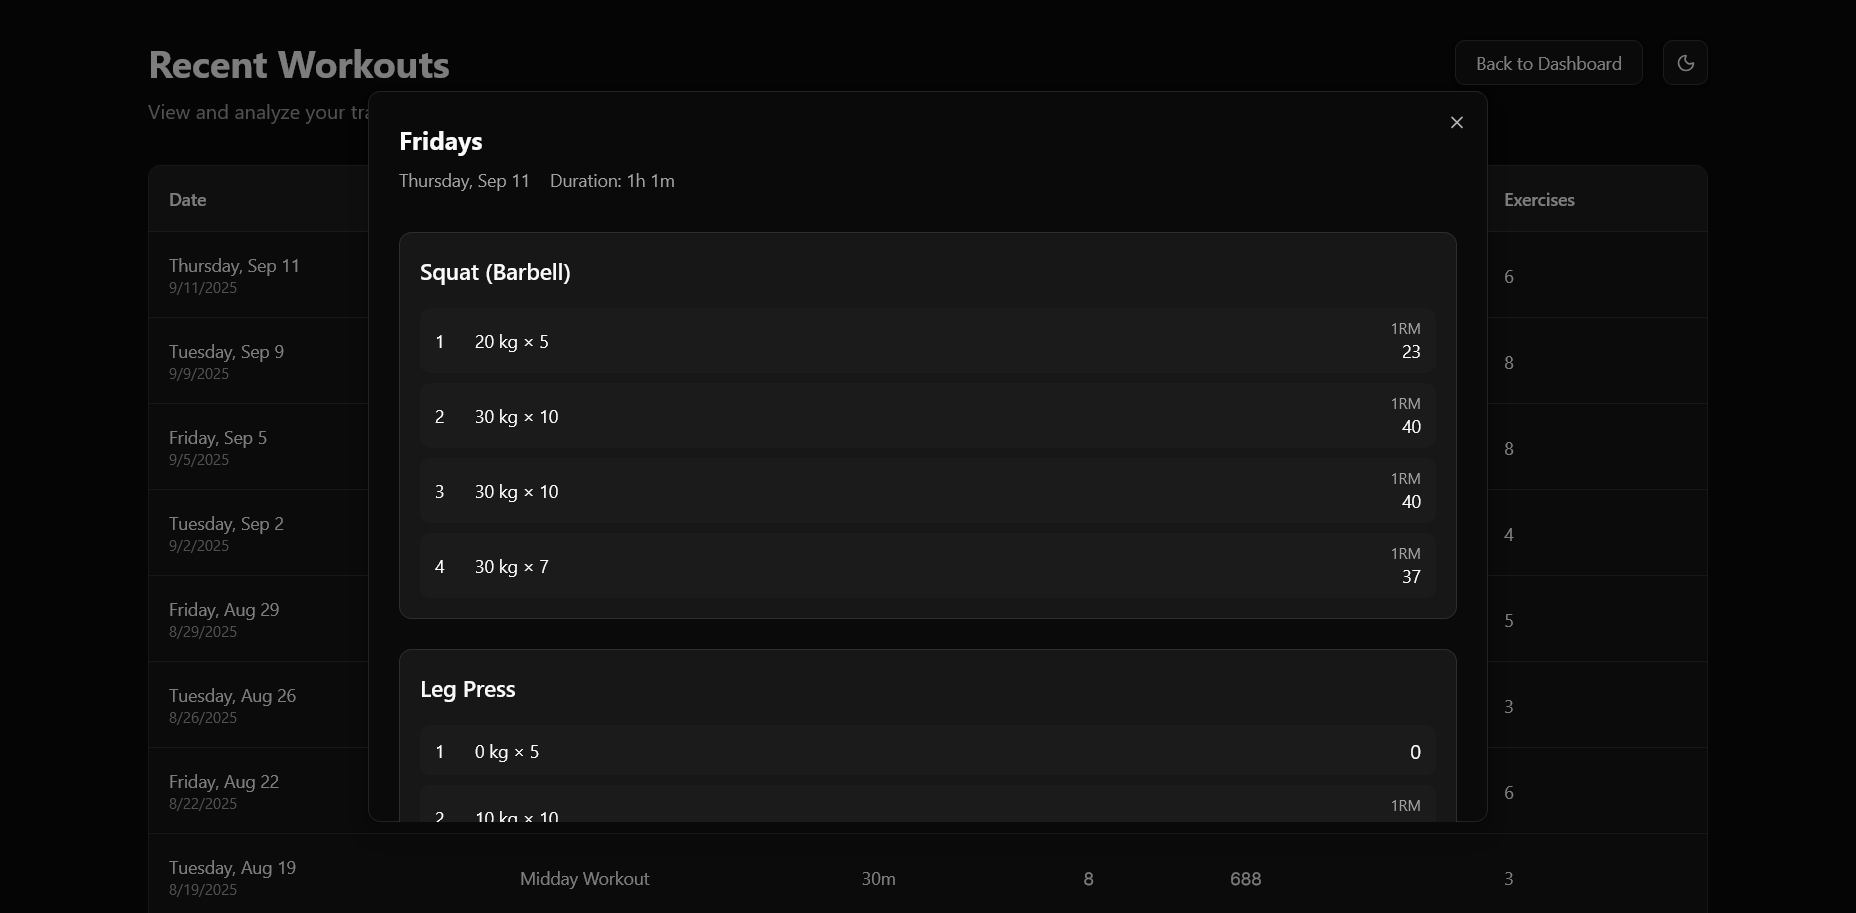 Recent Workouts
Back to Dashboard
View and analyze your tra
Fridays
Thursday, Sep 11 Duration: 1h 1m
Date
Exercises
Squat (Barbell)
1 20 kg × 5 1RM 23
2 30 kg × 10 1RM 40
3 30 kg × 10 1RM 40
4 30 kg × 7 1RM 37
Leg Press
1 0 kg × 5 0
2 10 kg × 10 1RM
Thursday, Sep 11
9/11/2025
6
Tuesday, Sep 9
9/9/2025
8
Friday, Sep 5
9/5/2025
8
Tuesday, Sep 2
9/2/2025
4
Friday, Aug 29
8/29/2025
5
Tuesday, Aug 26
8/26/2025
3
Friday, Aug 22
8/22/2025
6
Tuesday, Aug 19
8/19/2025
Midday Workout 30m 8 688 3